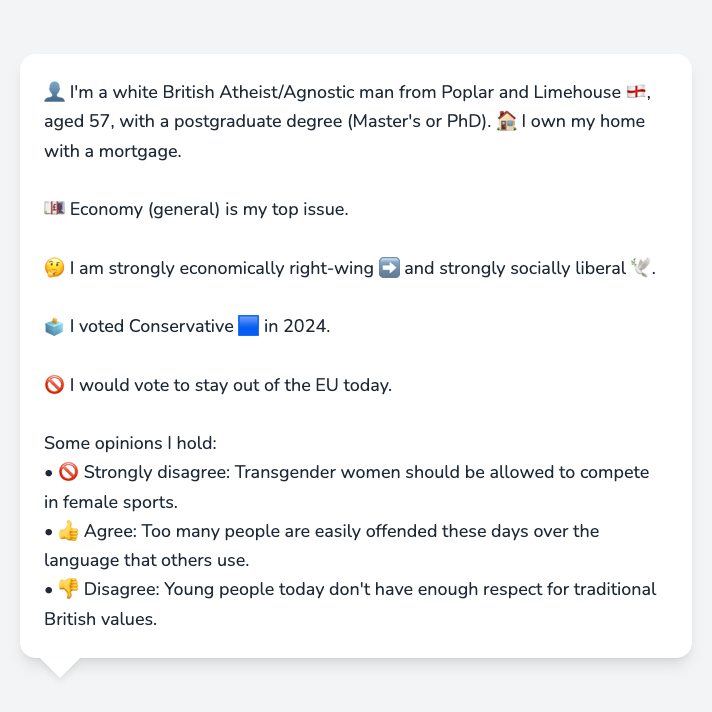 👤 I'm a white British Atheist/Agnostic man from Poplar and Limehouse 🏴󠁧󠁢󠁥󠁮󠁧󠁿,
aged 57, with a postgraduate degree (Master's or PhD). 🏠 I own my home
with a mortgage.
💷 Economy (general) is my top issue.
🤔 I am strongly economically right-wing ➡️ and strongly socially liberal 🕊️.
🗳️ I voted Conservative 🟦 in 2024.
🚫 I would vote to stay out of the EU today.
Some opinions I hold:
• 🚫 Strongly disagree: Transgender women should be allowed to compete
in female sports.
• 👍 Agree: Too many people are easily offended these days over the
language that others use.
• 👎 Disagree: Young people today don't have enough respect for traditional
British values.